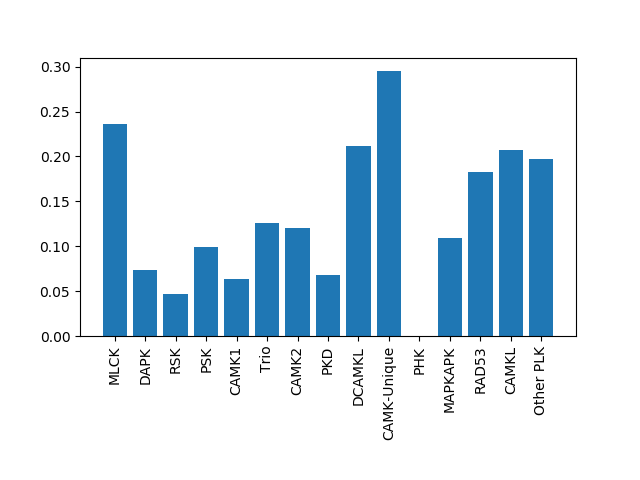 0.30
0.25
0.20
0.15
0.10
0.05
0.00
MLCK
DAPK
RSK
PSK
CAMK1
Trio
CAMK2
PKD
DCAMKL
CAMK-Unique
PHK
MAPKAPK
RAD53
CAMKL
Other PLK